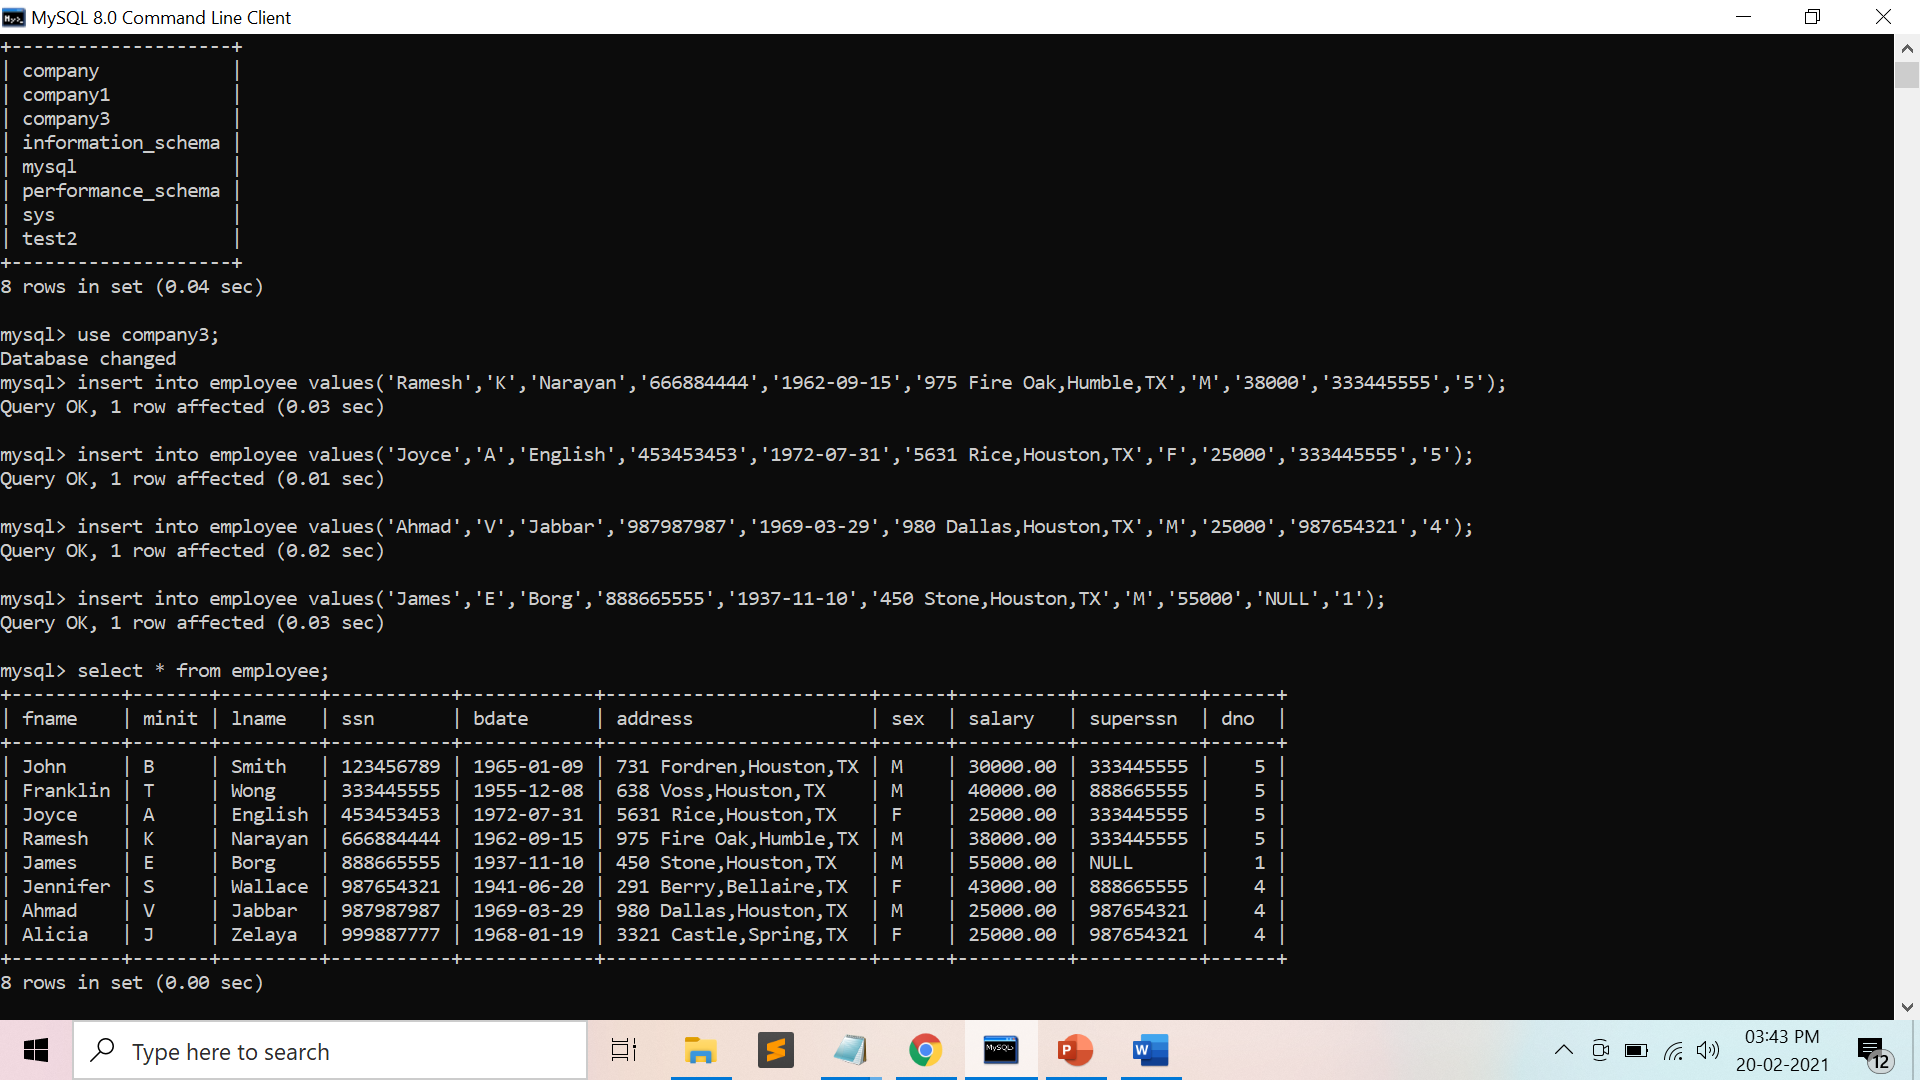 MySQL 8.0 Command Line Client
+--------------------+
| company            |
| company1           |
| company3           |
| information_schema |
| mysql              |
| performance_schema |
| sys                |
| test2              |
+--------------------+
8 rows in set (0.04 sec)
mysql> use company3;
Database changed
mysql> insert into employee values('Ramesh','K','Narayan','666884444','1962-09-15','975 Fire Oak,Humble,TX','M','38000','333445555','5');
Query OK, 1 row affected (0.03 sec)
mysql> insert into employee values('Joyce','A','English','453453453','1972-07-31','5631 Rice,Houston,TX','F','25000','333445555','5');
Query OK, 1 row affected (0.01 sec)
mysql> insert into employee values('Ahmad','V','Jabbar','987987987','1969-03-29','980 Dallas,Houston,TX','M','25000','987654321','4');
Query OK, 1 row affected (0.02 sec)
mysql> insert into employee values('James','E','Borg','888665555','1937-11-10','450 Stone,Houston,TX','M','55000','NULL','1');
Query OK, 1 row affected (0.03 sec)
mysql> select * from employee;
+----------+-------+---------+-----------+------------+------------------------+------+----------+-----------+------+
| fname    | minit | lname   | ssn       | bdate      | address                | sex  | salary   | superssn  | dno  |
+----------+-------+---------+-----------+------------+------------------------+------+----------+-----------+------+
| John     | B     | Smith   | 123456789 | 1965-01-09 | 731 Fordren,Houston,TX | M    | 30000.00 | 333445555 |    5 |
| Franklin | T     | Wong    | 333445555 | 1955-12-08 | 638 Voss,Houston,TX    | M    | 40000.00 | 888665555 |    5 |
| Joyce    | A     | English | 453453453 | 1972-07-31 | 5631 Rice,Houston,TX   | F    | 25000.00 | 333445555 |    5 |
| Ramesh   | K     | Narayan | 666884444 | 1962-09-15 | 975 Fire Oak,Humble,TX | M    | 38000.00 | 333445555 |    5 |
| James    | E     | Borg    | 888665555 | 1937-11-10 | 450 Stone,Houston,TX   | M    | 55000.00 | NULL      |    1 |
| Jennifer | S     | Wallace | 987654321 | 1941-06-20 | 291 Berry,Bellaire,TX  | F    | 43000.00 | 888665555 |    4 |
| Ahmad    | V     | Jabbar  | 987987987 | 1969-03-29 | 980 Dallas,Houston,TX  | M    | 25000.00 | 987654321 |    4 |
| Alicia   | J     | Zelaya  | 999887777 | 1968-01-19 | 3321 Castle,Spring,TX  | F    | 25000.00 | 987654321 |    4 |
+----------+-------+---------+-----------+------------+------------------------+------+----------+-----------+------+
8 rows in set (0.00 sec)
Type here to search
MySQL>
P
W
03:43 PM
20-02-2021
12